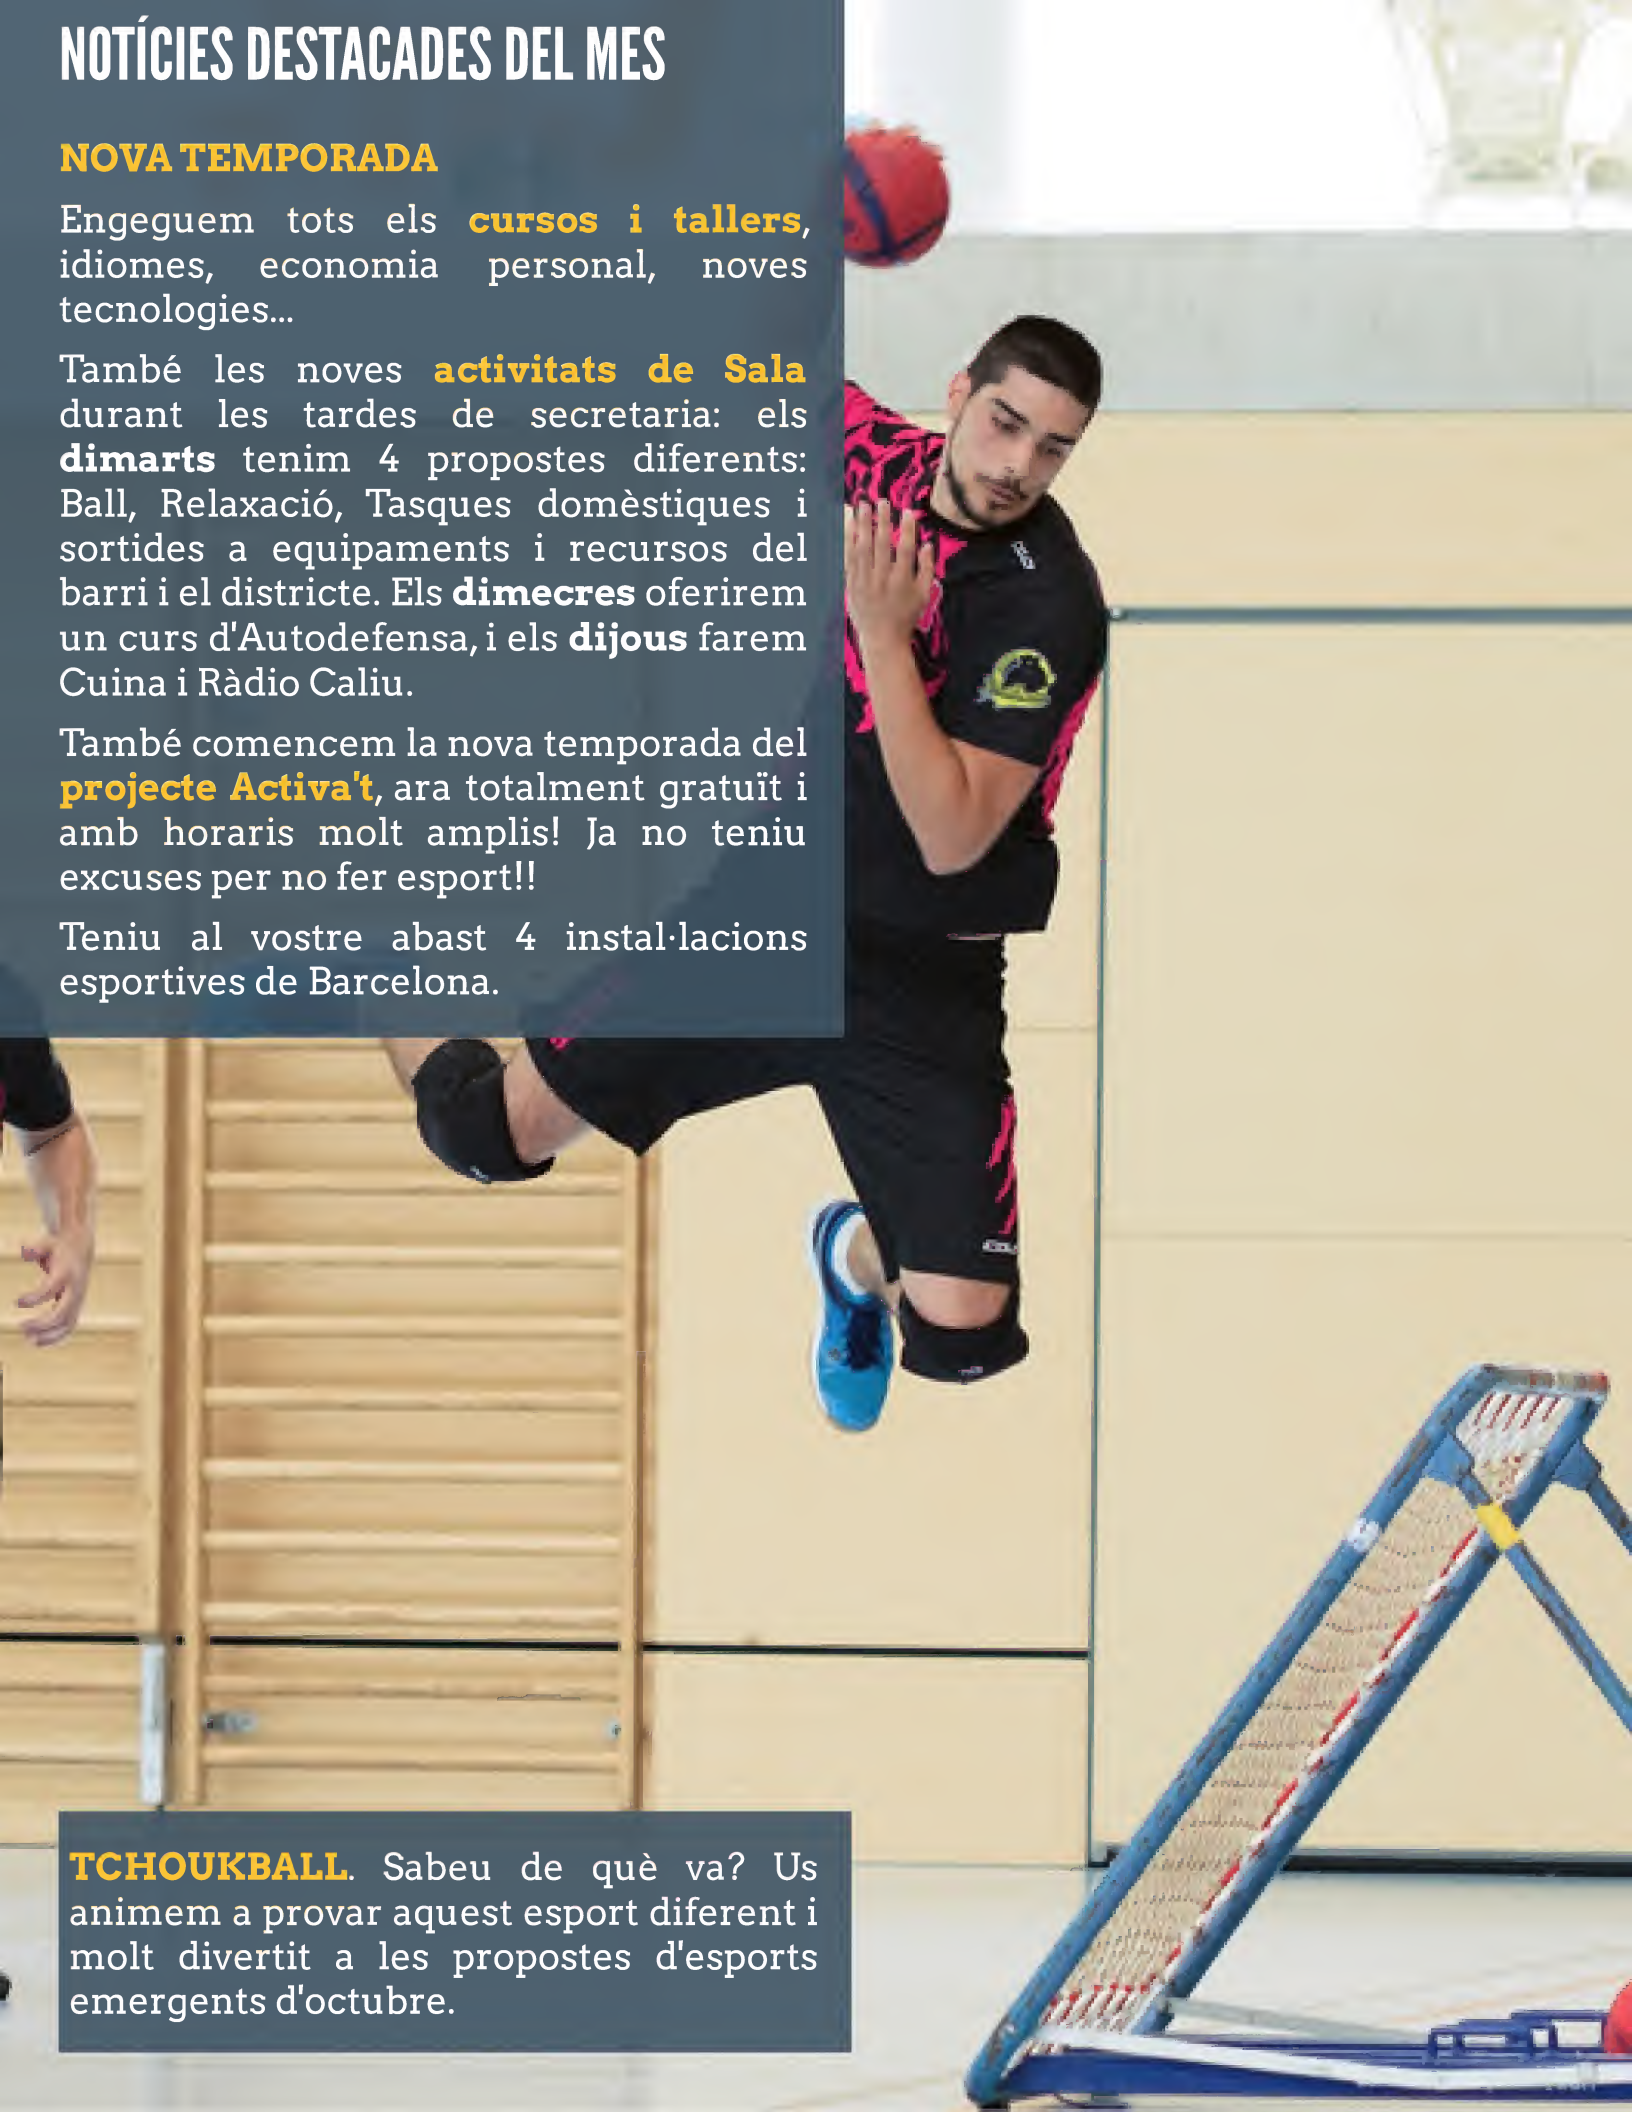 NOTÍCIES DESTACADES DEL MES
NOVA TEMPORADA
Engeguem tots els cursos i tallers,
idiomes, economia personal, noves
tecnologies...
També les noves activitats de Sala
durant les tardes de secretaria: els
dimarts tenim 4 propostes diferents:
Ball, Relaxació, Tasques domèstiques i
sortides a equipaments i recursos del
barri i el districte. Els dimecres oferirem
un curs d'Autodefensa, i els dijous farem
Cuina i Ràdio Caliu.
També comencem la nova temporada del
projecte Activa't, ara totalment gratuït i
amb horaris molt amplis! Ja no teniu
excuses per no fer esport!!
Teniu al vostre abast 4 instal·lacions
esportives de Barcelona.
TCHOUKBALL. Sabeu de què va? Us
animem a provar aquest esport diferent i
molt divertit a les propostes d'esports
emergents d'octubre.